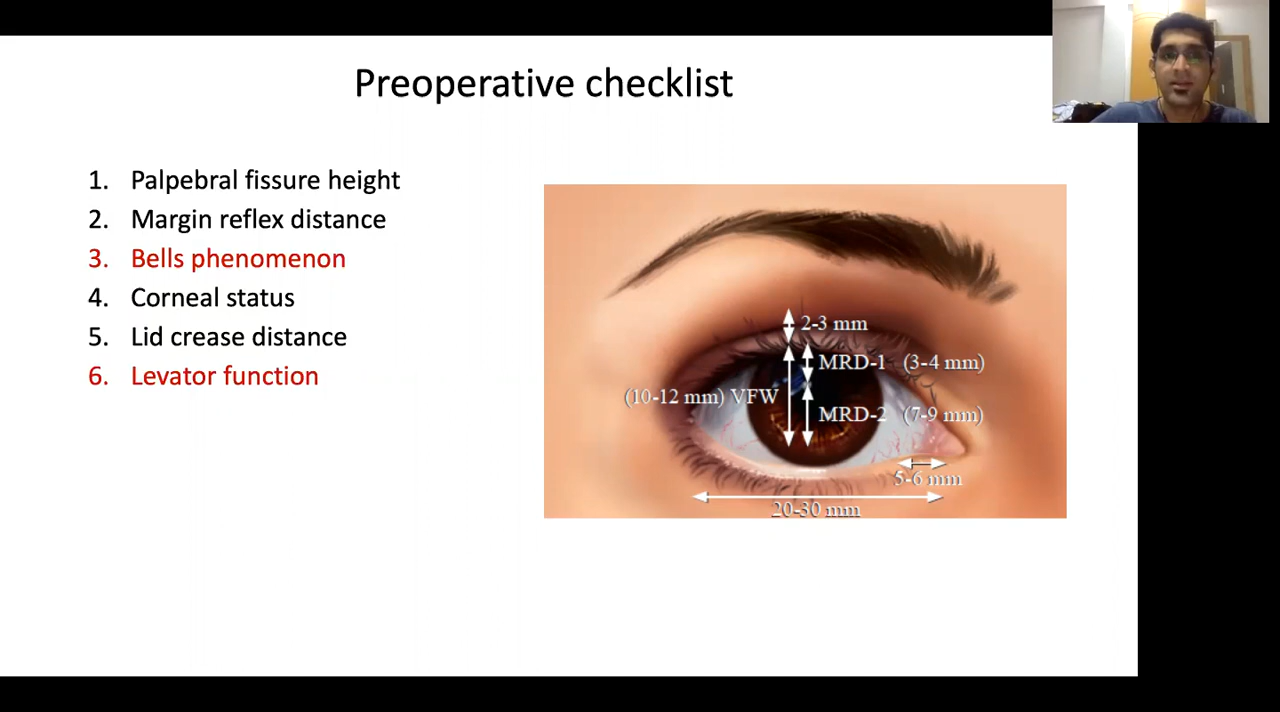 Preoperative checklist
1. Palpebral fissure height
2. Margin reflex distance
3. Bells phenomenon
4. Corneal status
5. Lid crease distance
6. Levator function
2-3 mm
MRD-1 (3-4 mm)
(10-12 mm) VFW
MRD-2 (7-9 mm)
5-6 mm
20-30 mm